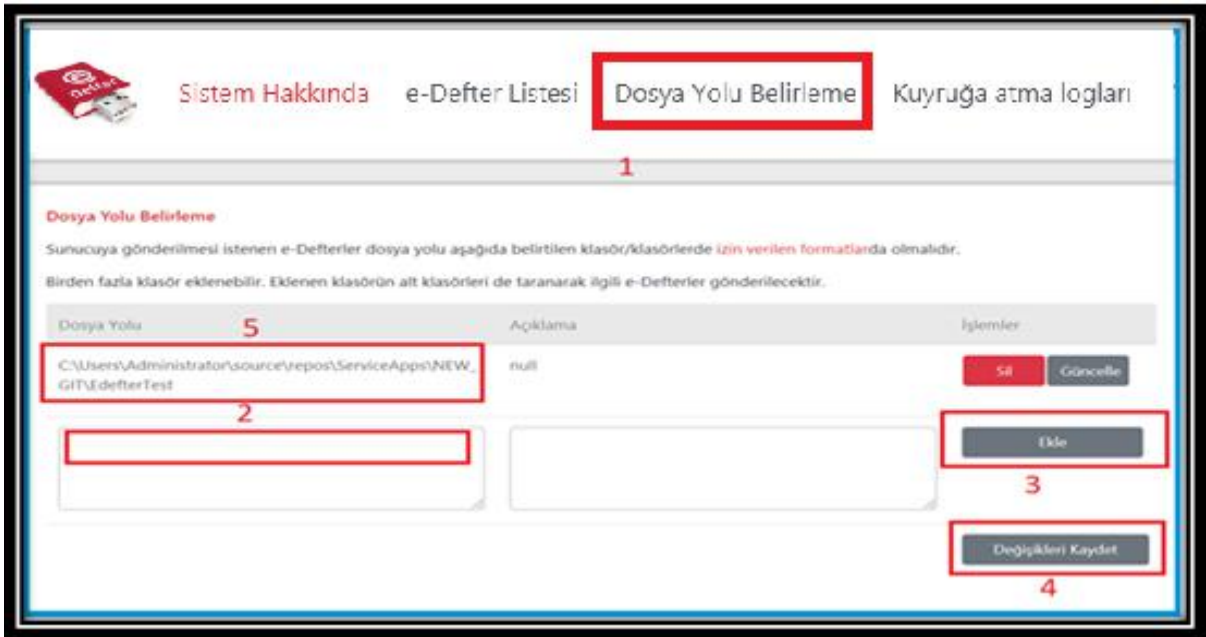 e
Defter
Sistem Hakkında e-Defter Listesi Dosya Yolu Belirleme Kuyruğa atma logları
1
Dosya Yolu Belirleme
Sunucuya gönderilmesi istenen e-Defterler dosya yolu aşağıda belirtilen klasör/klasörlerde izin verilen formatlarda olmalıdır.
Birden fazla klasör eklenebilir. Eklenen klasörün alt klasörleri de taranarak ilgili e-Defterler gönderilecektir.
Dosya Yolu 5 Açıklama İşlemler
C:\Users\Administrator\source\repos\ServiceApps\NEW_ null Sil Güncelle
GIT\EdefterTest
2
Ekle
3
Değişikleri Kaydet
4